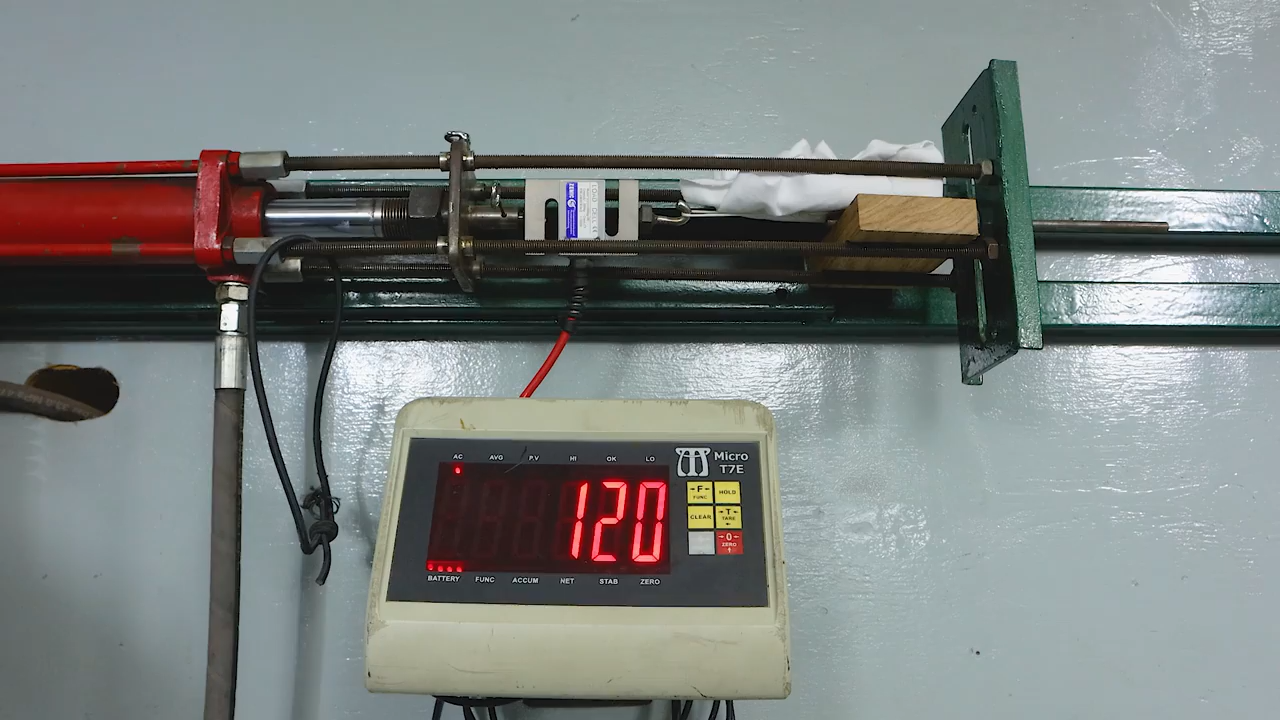 ZEMIC
LOAD CELL
AC AVG P.V HI OK LO
Micro
T7E
120
F
FUNC
HOLD
CLEAR
T
TARE
0
ZERO
BATTERY FUNC ACCUM NET STAB ZERO